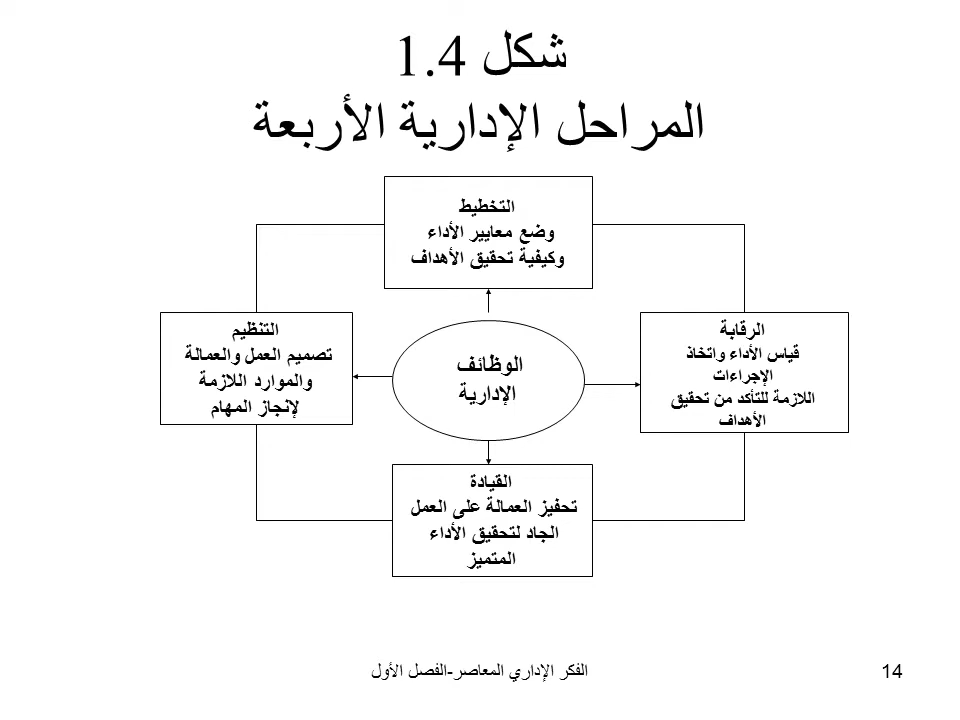 شكل 1.4
المراحل الإدارية الأربعة
التخطيط
وضع معايير الأداء
وكيفية تحقيق الأهداف
الرقابة
قياس الأداء واتخاذ
الإجراءات
اللازمة للتأكد من تحقيق
الأهداف
الوظائف
الإدارية
التنظيم
تصميم العمل والعمالة
والموارد اللازمة
لإنجاز المهام
القيادة
تحفيز العمالة على العمل
الجاد لتحقيق الأداء
المتميز
الفكر الإداري المعاصر-الفصل الأول
14